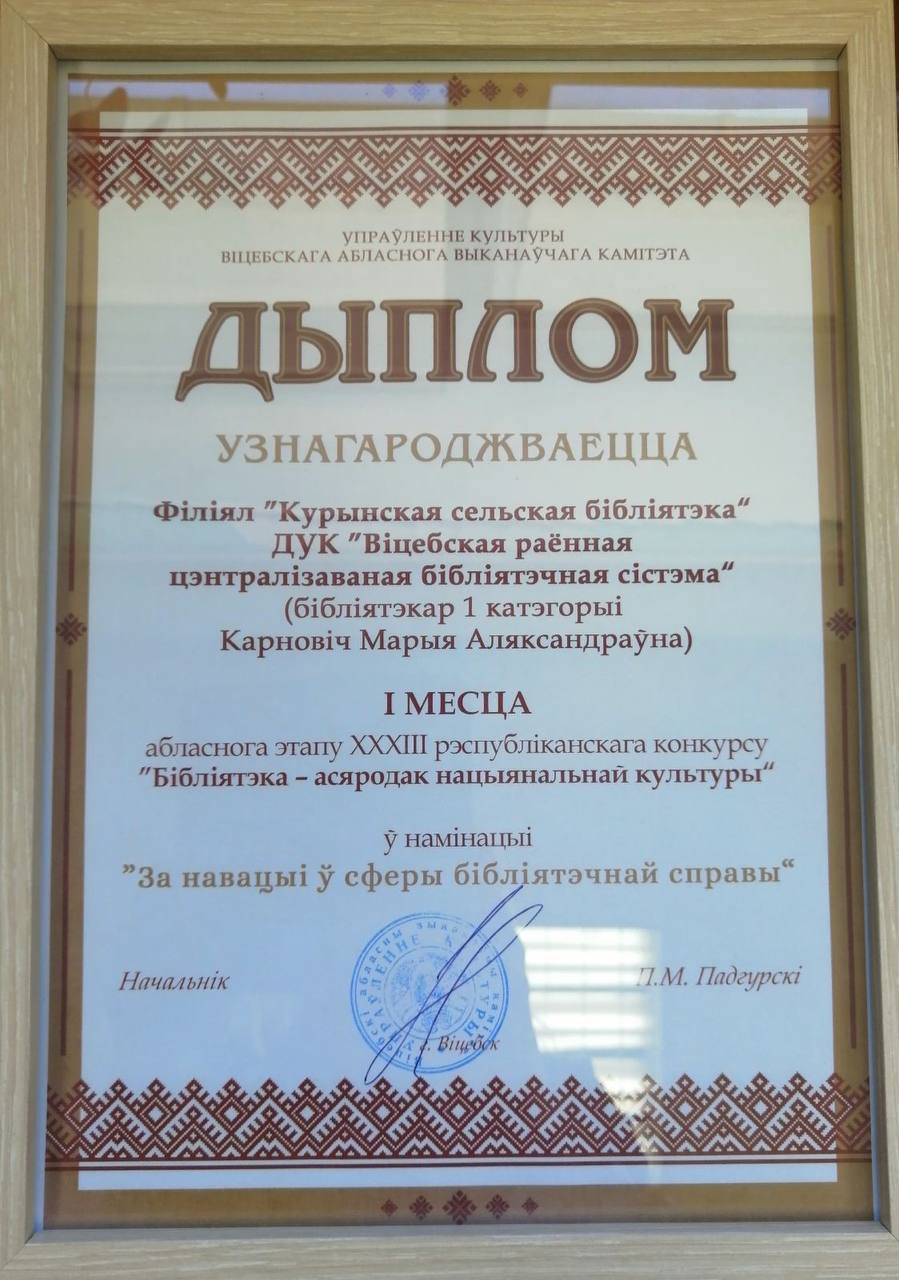 УПРАЎЛЕННЕ КУЛЬТУРЫ
ВІЦЕБСКАГА АБЛАСНОГА ВЫКАНАЎЧАГА КАМІТЭТА
ДЫПЛОМ
УЗНАГАРОДЖВАЕЦЦА
Філіял ”Курынская сельская бібліятэка“
ДУК ”Віцебская раённая
цэнтралізаваная бібліятэчная сістэма“
(бібліятэкар 1 катэгорыі
Карновіч Марыя Аляксандраўна)
І МЕСЦА
абласнога этапу XXXIII рэспубліканскага конкурсу
”Бібліятэка – асяродак нацыянальнай культуры“
ў намінацыі
”За навацыі ў сферы бібліятэчнай справы“
Начальнік
П.М. Падгурскі
г. Віцебск